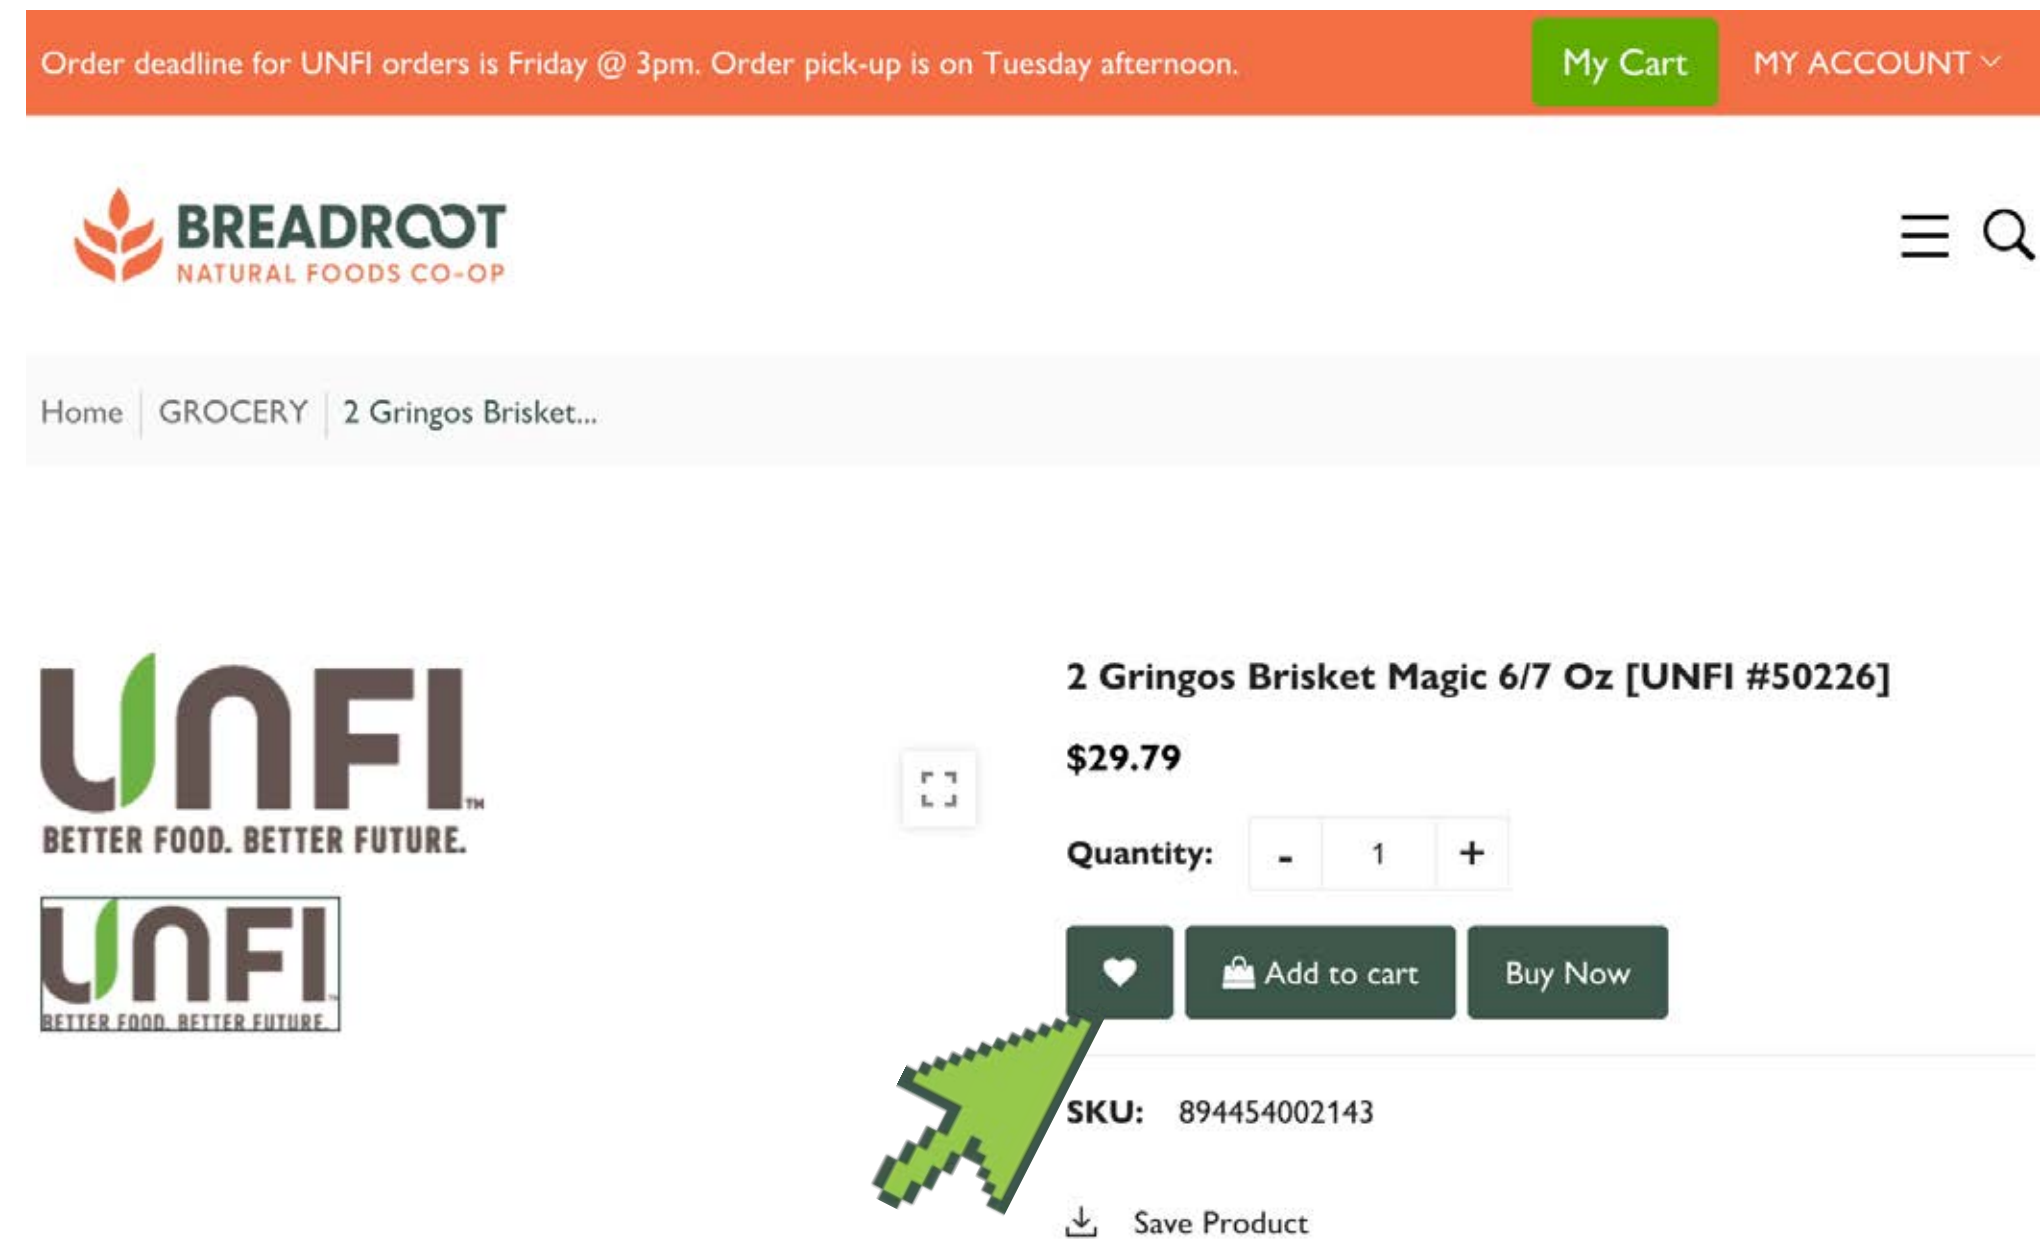 Order deadline for UNFI orders is Friday @ 3pm. Order pick-up is on Tuesday afternoon.
My Cart
MY ACCOUNT
BREADROOT
NATURAL FOODS CO-OP
Home
GROCERY
2 Gringos Brisket...
UNFI™
BETTER FOOD. BETTER FUTURE.
UNFI
BETTER FOOD. BETTER FUTURE.
2 Gringos Brisket Magic 6/7 Oz [UNFI #50226]
$29.79
Quantity: - 1 +
Add to cart
Buy Now
SKU: 894454002143
Save Product